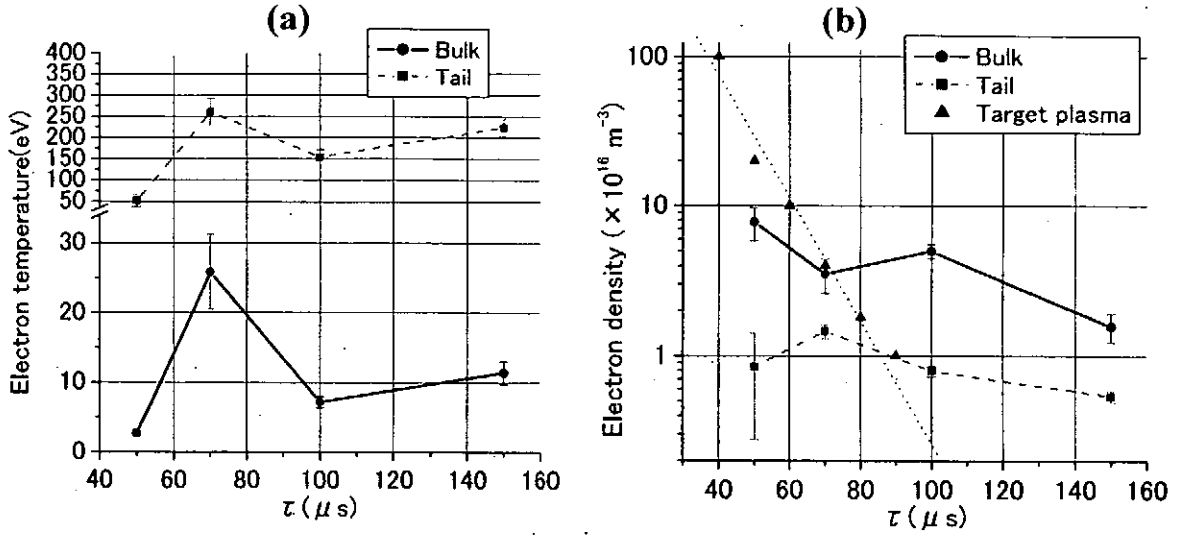 (a)
Bulk
Tail
Electron temperature(eV)
400
350
300
250
200
150
100
50
30
20
10
0
40 60 80 100 120 140 160
τ (μs)
(b)
Bulk
Tail
Target plasma
Electron density (×10¹⁶ m⁻³)
100
10
1
40 60 80 100 120 140 160
τ (μs)